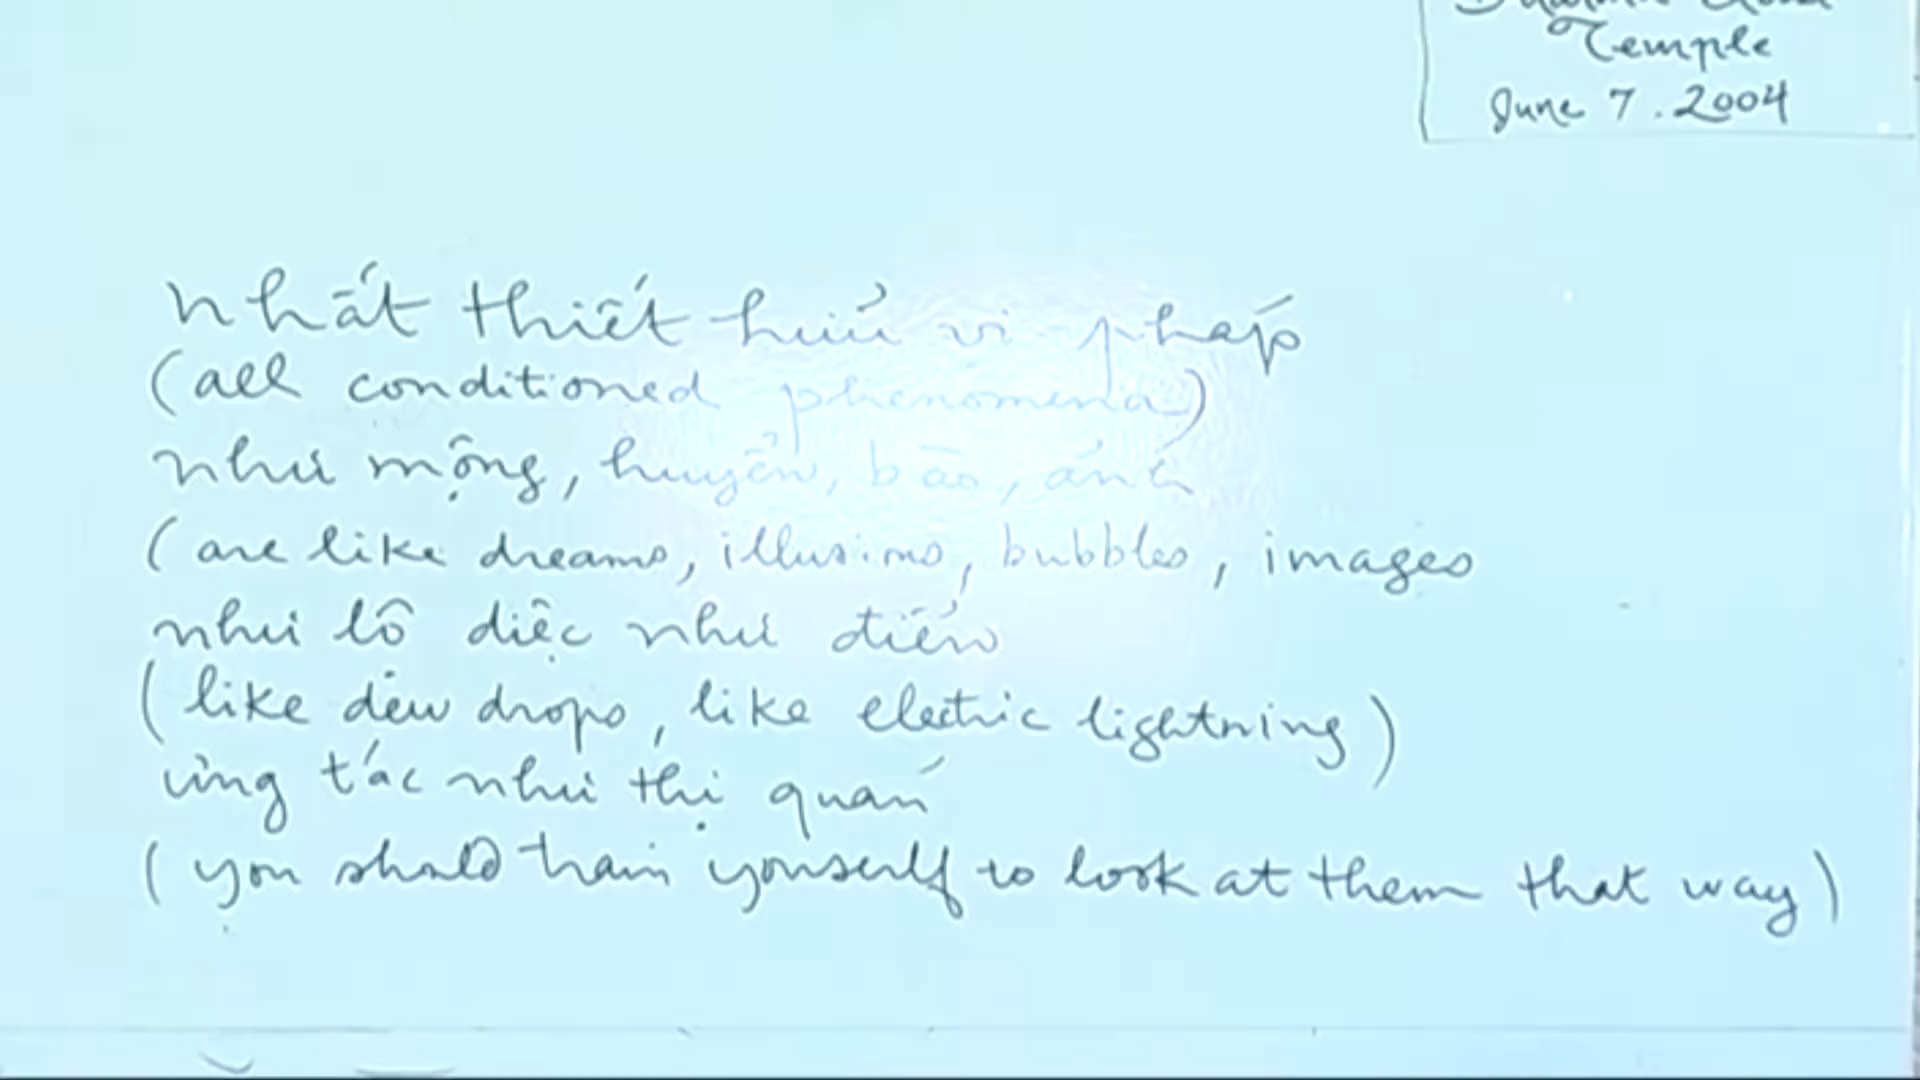 Temple
June 7. 2004
nhất thiết hữu vi pháp
(all conditioned phenomena)
như mộng, huyễn, bào, ảnh
(are like dreams, illusions, bubbles, images
như lô diệc như điển
(like dew drops, like electric lightning)
ưng tác như thị quán
(you should train yourself to look at them that way)